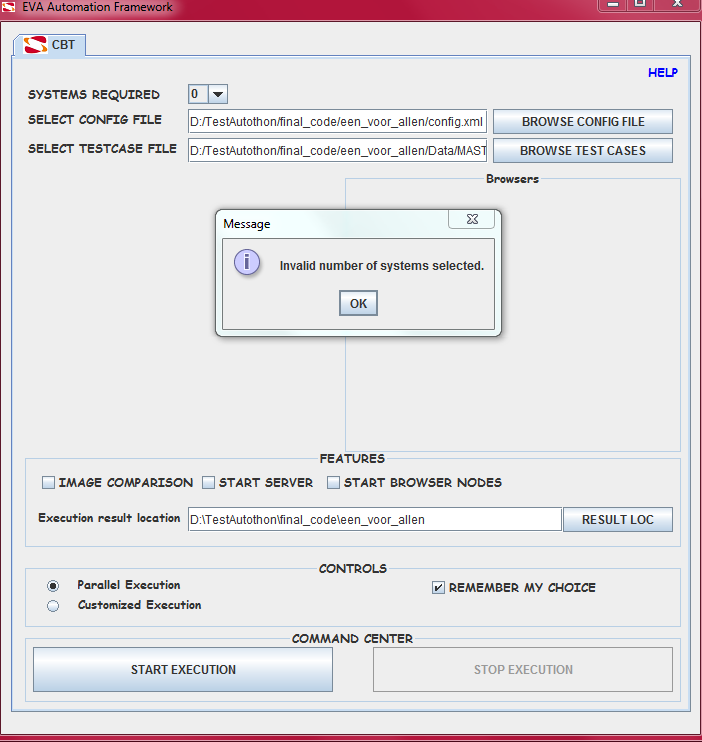 EVA Automation Framework
CBT
HELP
SYSTEMS REQUIRED 0
SELECT CONFIG FILE D:/TestAutothon/final_code/een_voor_allen/config.xml BROWSE CONFIG FILE
SELECT TESTCASE FILE D:/TestAutothon/final_code/een_voor_allen/Data/MAST BROWSE TEST CASES
Browsers
Message
i
Invalid number of systems selected.
OK
FEATURES
IMAGE COMPARISON START SERVER START BROWSER NODES
Execution result location D:\TestAutothon\final_code\een_voor_allen RESULT LOC
CONTROLS
Parallel Execution REMEMBER MY CHOICE
Customized Execution
COMMAND CENTER
START EXECUTION STOP EXECUTION